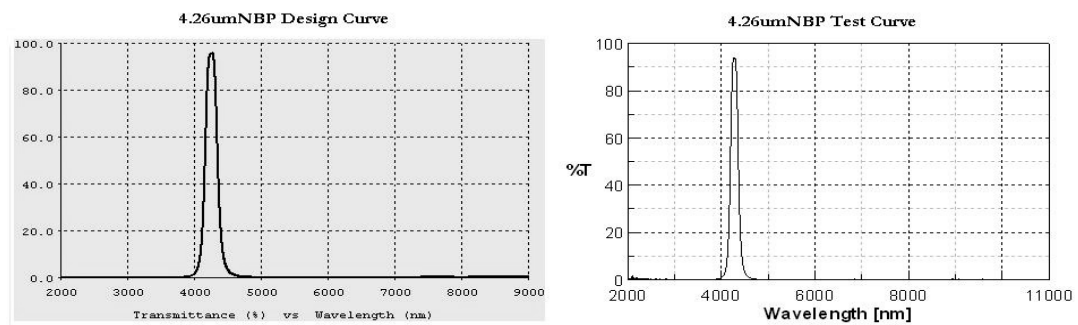 4.26umNBP Design Curve
100.0
80.0
60.0
40.0
20.0
0.0
2000 3000 4000 5000 6000 7000 8000 9000
Transmittance (%) vs Wavelength (nm)
4.26umNBP Test Curve
100
80
60
%T
40
20
0
2000 4000 6000 8000 11000
Wavelength [nm]